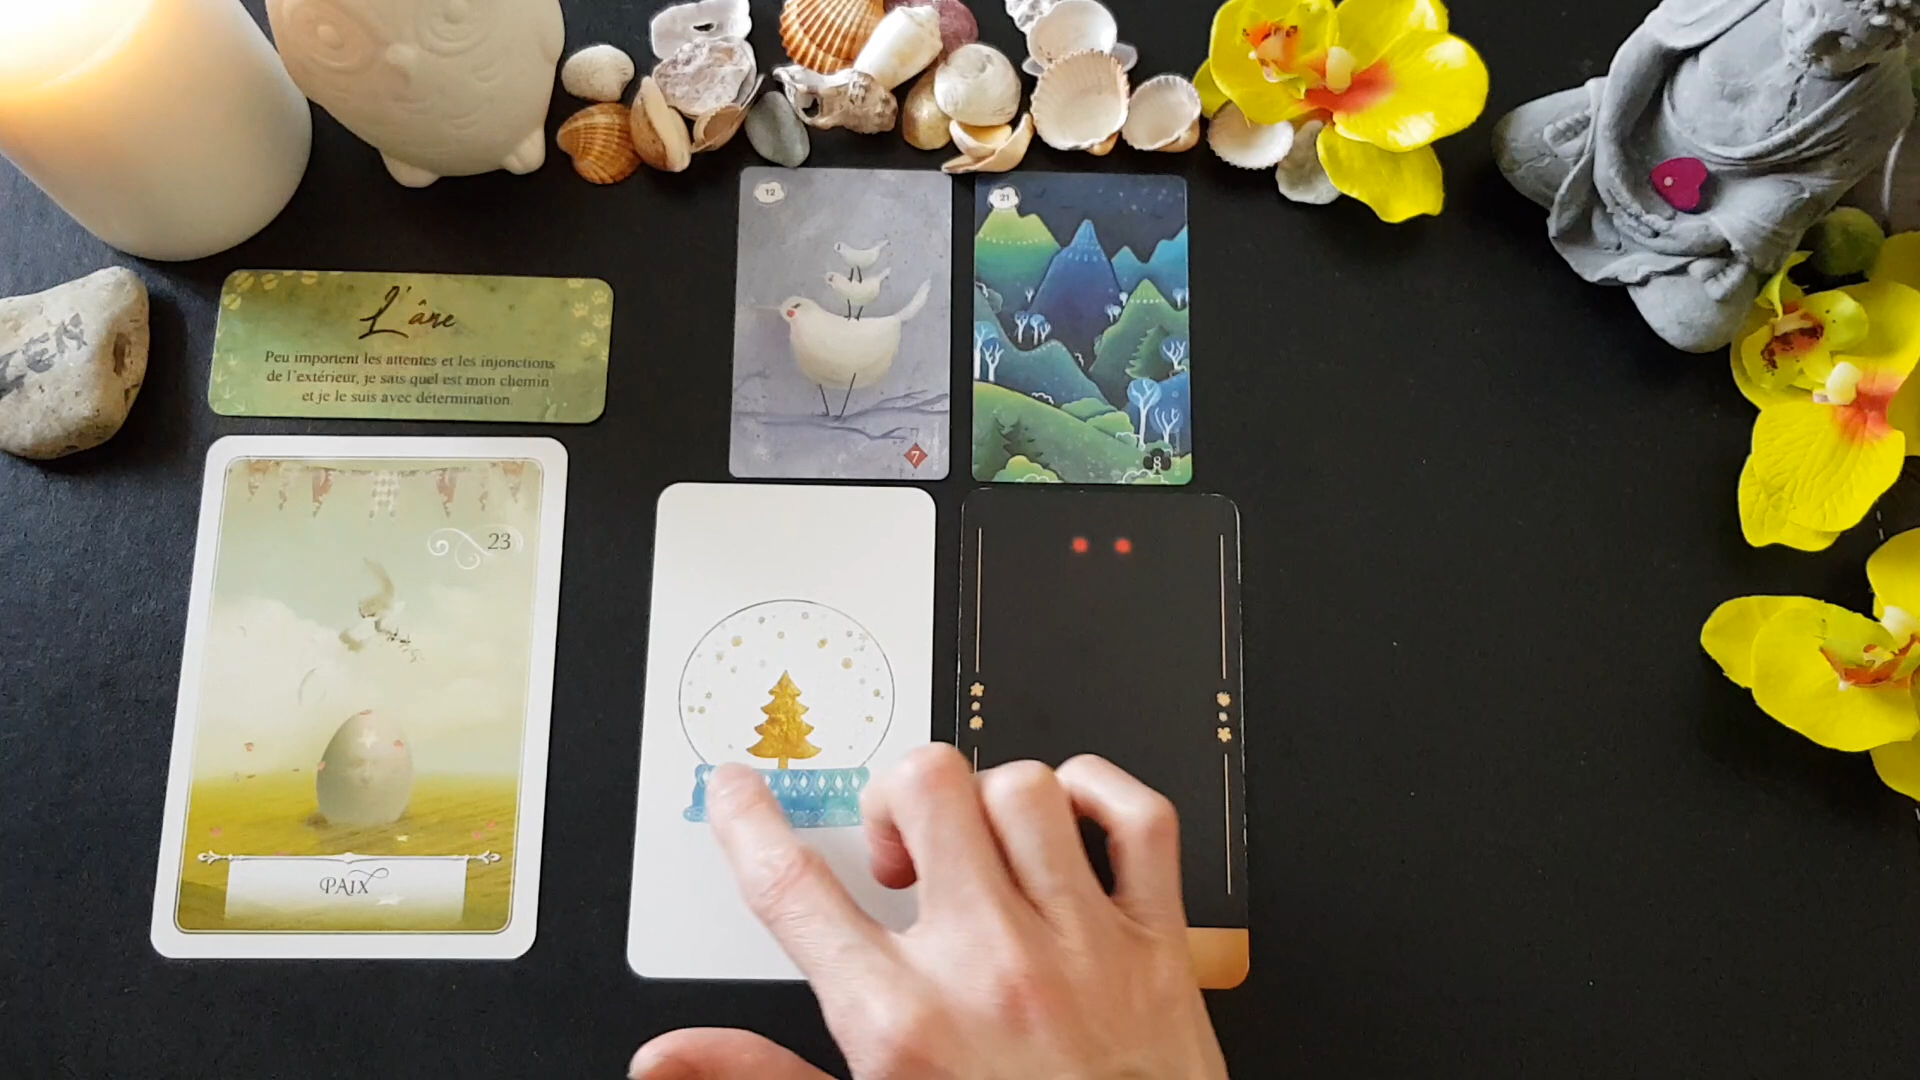 ZEN
L'âne
Peu importent les attentes et les injonctions
de l'extérieur, je sais quel est mon chemin
et je le suis avec détermination.
12
7
21
8
23
PAIX